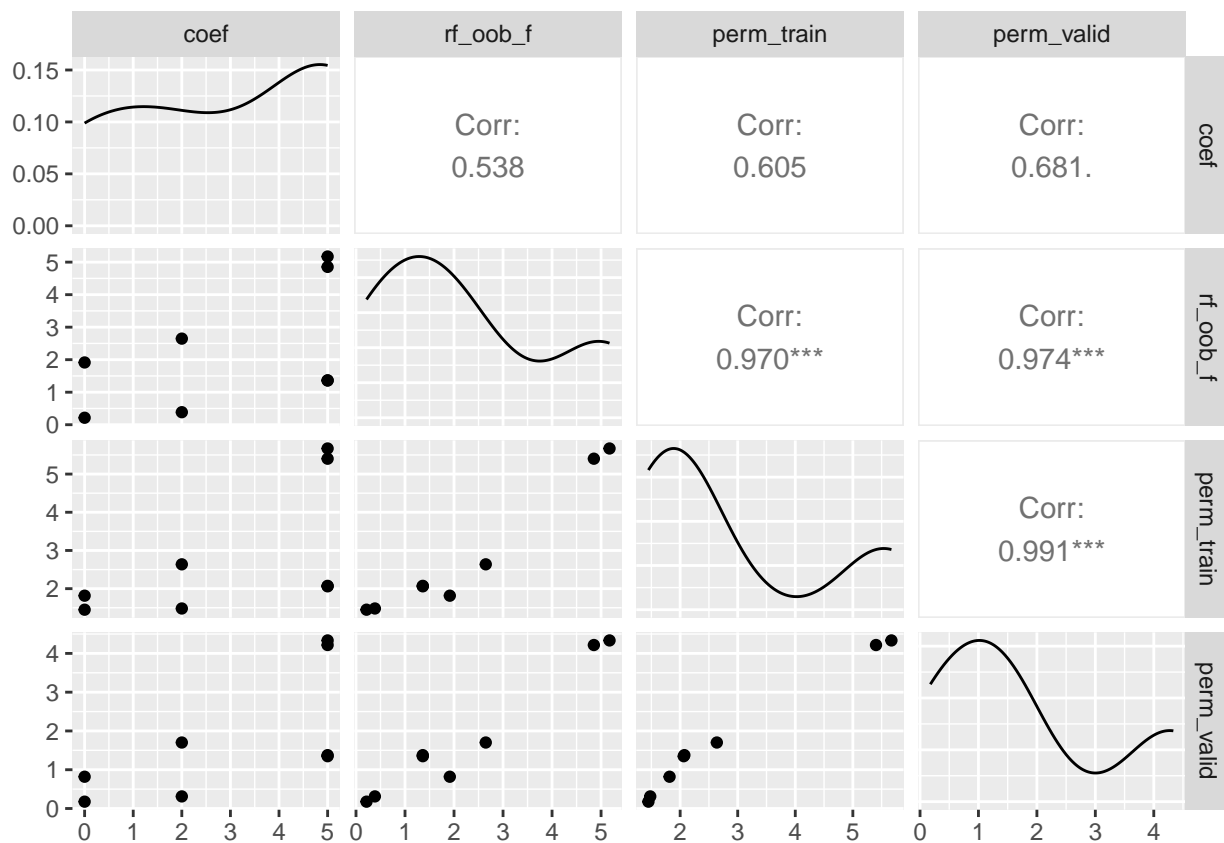 coef rf_oob_f perm_train perm_valid
0.15
0.10
0.05
0.00
Corr:
0.538
Corr:
0.605
Corr:
0.681.
coef
5
4
3
2
1
0
Corr:
0.970***
Corr:
0.974***
rf_oob_f
5
4
3
2
Corr:
0.991***
perm_train
4
3
2
1
0
perm_valid
0 1 2 3 4 5 0 1 2 3 4 5 2 3 4 5 0 1 2 3 4